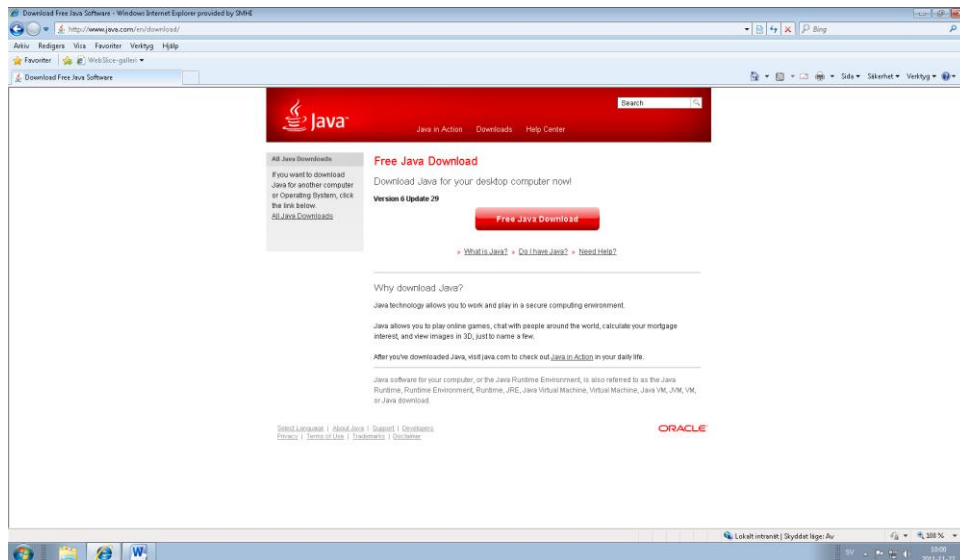 Download Free Java Software - Windows Internet Explorer provided by SMHI
http://www.java.com/en/download/
Bing
Arkiv Redigera Visa Favoriter Verktyg Hjälp
Favoriter WebSlice-galleri
Download Free Java Software
Sida Säkerhet Verktyg
Java
Search
Java in Action Downloads Help Center
All Java Downloads
If you want to download
Java for another computer
or Operating System, click
the link below.
All Java Downloads
Free Java Download
Download Java for your desktop computer now!
Version 6 Update 29
Free Java Download
» What is Java? » Do I have Java? » Need Help?
Why download Java?
Java technology allows you to work and play in a secure computing environment.
Java allows you to play online games, chat with people around the world, calculate your mortgage
interest, and view images in 3D, just to name a few.
After you've downloaded Java, visit java.com to check out Java in Action in your daily life.
Java software for your computer, or the Java Runtime Environment, is also referred to as the Java
Runtime, Runtime Environment, Runtime, JRE, Java Virtual Machine, Virtual Machine, Java VM, JVM, VM,
or Java download.
Select Language | About Java | Support | Developers
Privacy | Terms of Use | Trademarks | Disclaimer
ORACLE
Lokalt intranät | Skyddat läge: Av
100 %
SV
10:00